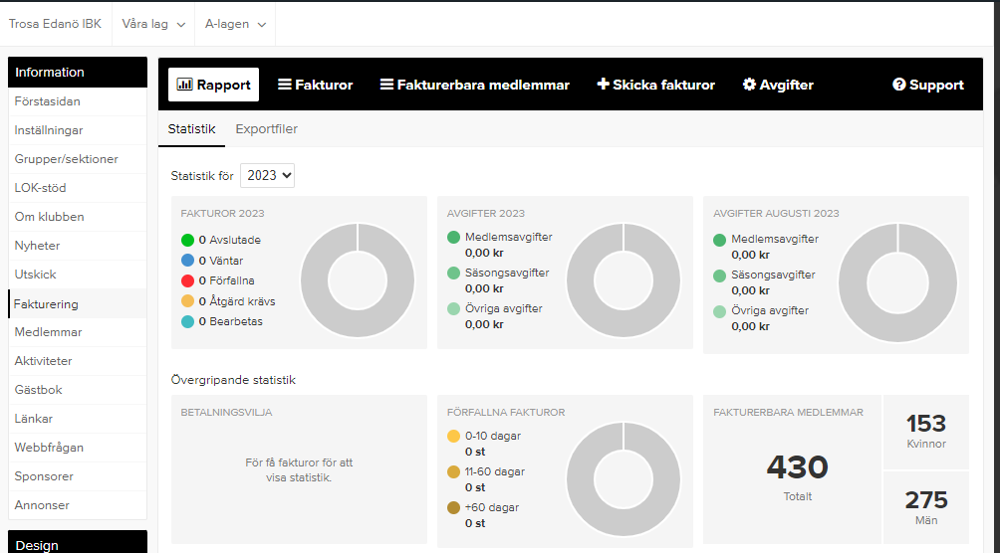 Trosa Edanö IBK
Våra lag
A-lagen
Information
Förstasidan
Inställningar
Grupper/sektioner
LOK-stöd
Om klubben
Nyheter
Utskick
Fakturering
Medlemmar
Aktiviteter
Gästbok
Länkar
Webbfrågan
Sponsorer
Annonser
Design
Rapport
Fakturor
Fakturerbara medlemmar
Skicka fakturor
Avgifter
Support
Statistik
Exportfiler
Statistik för
2023
FAKTUROR 2023
0 Avslutade
0 Väntar
0 Förfallna
0 Åtgärd krävs
0 Bearbetas
AVGIFTER 2023
Medlemsavgifter
0,00 kr
Säsongsavgifter
0,00 kr
Övriga avgifter
0,00 kr
AVGIFTER AUGUSTI 2023
Medlemsavgifter
0,00 kr
Säsongsavgifter
0,00 kr
Övriga avgifter
0,00 kr
Övergripande statistik
BETALNINGSVILJA
För få fakturor för att
visa statistik.
FÖRFALLNA FAKTUROR
0-10 dagar
0 st
11-60 dagar
0 st
+60 dagar
0 st
FAKTURERBARA MEDLEMMAR
430
Totalt
153
Kvinnor
275
Män